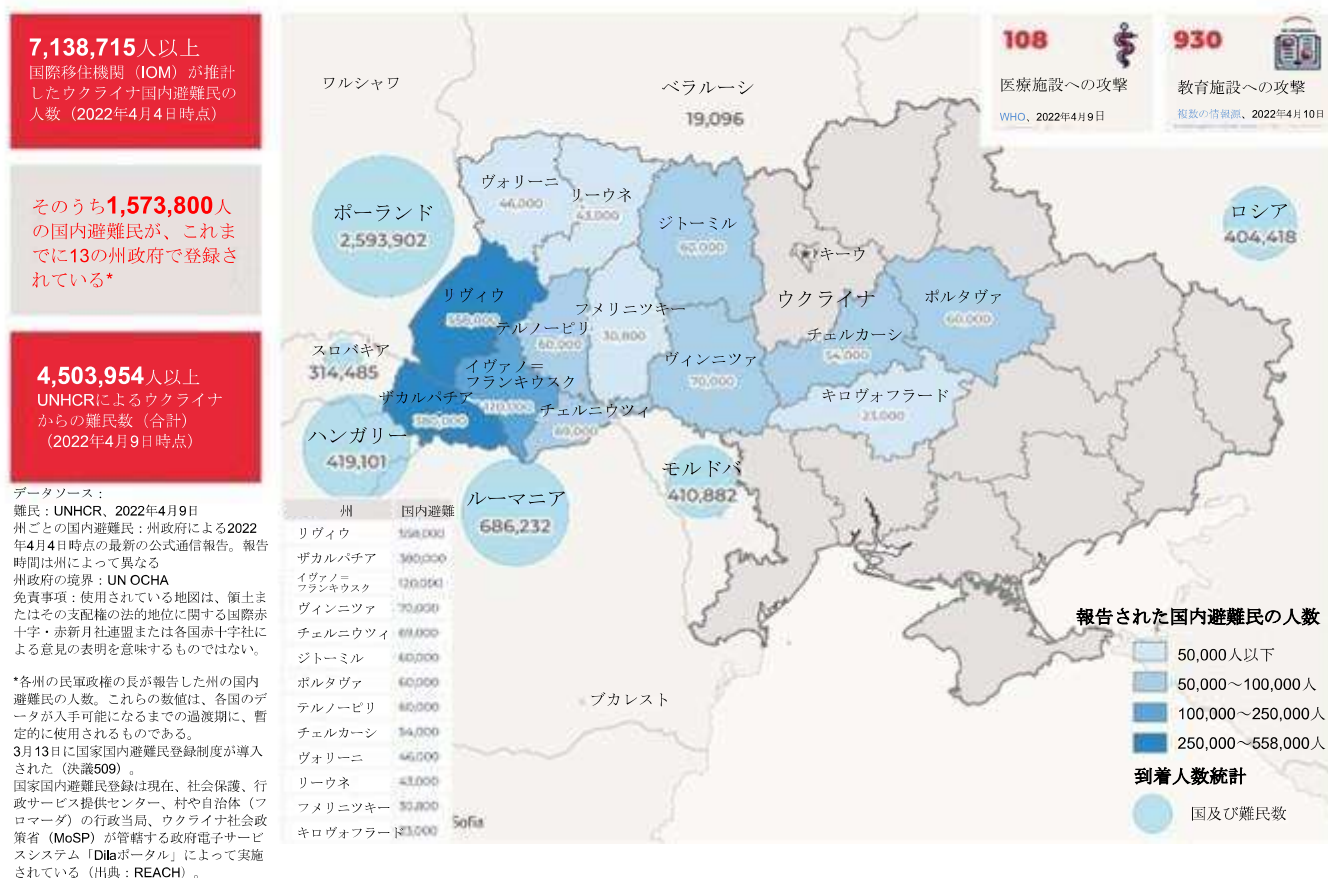 7,138,715人以上
国際移住機関（IOM）が推計
したウクライナ国内避難民の
人数（2022年4月4日時点）
そのうち1,573,800人
の国内避難民が、これま
でに13の州政府で登録さ
れている*
4,503,954人以上
UNHCRによるウクライナ
からの難民数（合計）
（2022年4月9日時点）
データソース：
難民：UNHCR、2022年4月9日
州ごとの国内避難民：州政府による2022
年4月4日時点の最新の公式通信報告。報告
時間は州によって異なる
州政府の境界：UN OCHA
免責事項：使用されている地図は、領土ま
たはその支配権の法的地位に関する国際赤
十字・赤新月社連盟または各国赤十字社に
よる意見の表明を意味するものではない。
*各州の民軍政権の長が報告した州の国内
避難民の人数。これらの数値は、各国のデ
ータが入手可能になるまでの過渡期に、暫
定的に使用されるものである。
3月13日に国家国内避難民登録制度が導入
された（決議509）。
国家国内避難民登録は現在、社会保護、行
政サービス提供センター、村や自治体（フ
ロマーダ）の行政当局、ウクライナ社会政
策省（MoSP）が管轄する政府電子サービ
スシステム「Diiaポータル」によって実施
されている（出典：REACH）。
108
医療施設への攻撃
WHO、2022年4月9日
930
教育施設への攻撃
複数の情報源、2022年4月10日
ワルシャワ
ベラルーシ
19,096
ポーランド
2,593,902
ロシア
404,418
ヴォリーニ
46,000
リーウネ
43,000
ジトーミル
60,000
キーウ
ウクライナ
ポルタヴァ
60,000
リヴィウ
558,000
テルノーピリ
60,000
フメリニツキー
30,800
チェルカーシ
54,000
ヴィンニツァ
70,000
スロバキア
314,485
イヴァノ＝
フランキウスク
120,000
ザカルパチア
380,000
チェルニウツィ
69,000
キロヴォフラード
23,000
ハンガリー
419,101
モルドバ
410,882
ルーマニア
686,232
ブカレスト
Sofia
州 国内避難
リヴィウ 558,000
ザカルパチア 380,000
イヴァノ＝
フランキウスク 120,000
ヴィンニツァ 70,000
チェルニウツィ 69,000
ジトーミル 60,000
ポルタヴァ 60,000
テルノーピリ 60,000
チェルカーシ 54,000
ヴォリーニ 46,000
リーウネ 43,000
フメリニツキー 30,800
キロヴォフラード 23,000
報告された国内避難民の人数
50,000人以下
50,000～100,000人
100,000～250,000人
250,000～558,000人
到着人数統計
国及び難民数